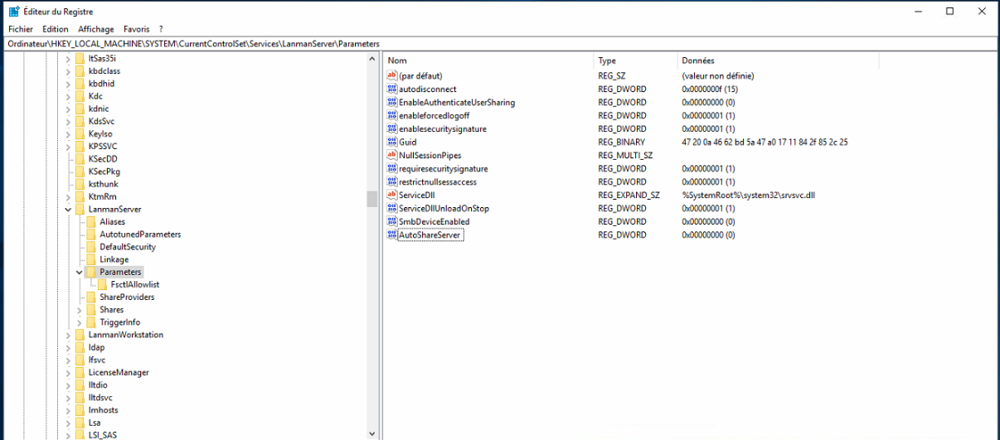 Éditeur du Registre
Fichier Edition Affichage Favoris ?
Ordinateur\HKEY_LOCAL_MACHINE\SYSTEM\CurrentControlSet\Services\LanmanServer\Parameters
ItSas35i
kbdclass
kbdhid
Kdc
kdnic
KdsSvc
KeyIso
KPSSVC
KSecDD
KSecPkg
ksthunk
KtmRm
LanmanServer
Aliases
AutotunedParameters
DefaultSecurity
Linkage
Parameters
FsctlAllowlist
ShareProviders
Shares
TriggerInfo
LanmanWorkstation
ldap
lfsvc
LicenseManager
lltdio
lltdsvc
lmhosts
Lsa
LSI_SAS
Nom Type Données
(par défaut) REG_SZ (valeur non définie)
autodisconnect REG_DWORD 0x0000000f (15)
EnableAuthenticateUserSharing REG_DWORD 0x00000000 (0)
enableforcedlogoff REG_DWORD 0x00000001 (1)
enablesecuritysignature REG_DWORD 0x00000001 (1)
Guid REG_BINARY 47 20 0a 46 62 bd 5a 47 a0 17 11 84 2f 85 2c 25
NullSessionPipes REG_MULTI_SZ
requiresecuritysignature REG_DWORD 0x00000001 (1)
restrictnullsessaccess REG_DWORD 0x00000001 (1)
ServiceDll REG_EXPAND_SZ %SystemRoot%\system32\srvsvc.dll
ServiceDllUnloadOnStop REG_DWORD 0x00000001 (1)
SmbDeviceEnabled REG_DWORD 0x00000000 (0)
AutoShareServer REG_DWORD 0x00000000 (0)